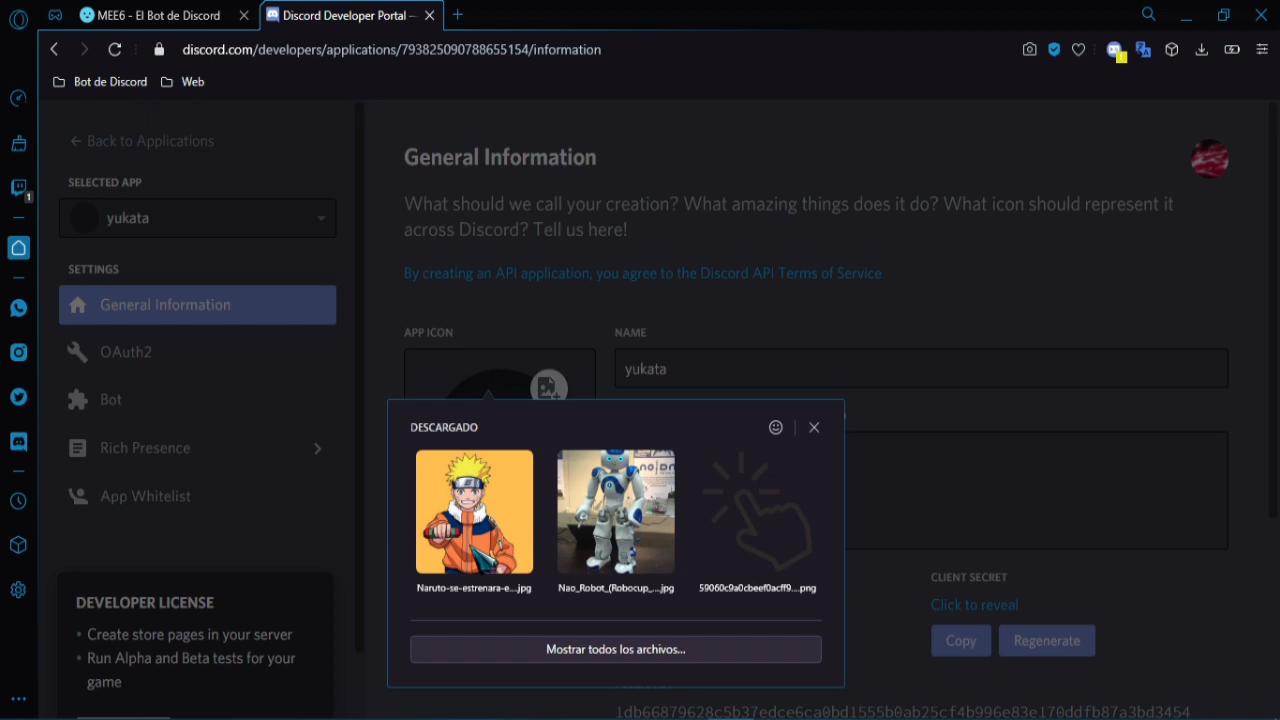 MEE6 - El Bot de Discord
Discord Developer Portal —
discord.com/developers/applications/793825090788655154/information
Bot de Discord
Web
1
← Back to Applications
SELECTED APP
yukata
SETTINGS
General Information
OAuth2
Bot
Rich Presence
App Whitelist
DEVELOPER LICENSE
• Create store pages in your server
• Run Alpha and Beta tests for your
game
General Information
What should we call your creation? What amazing things does it do? What icon should represent it
across Discord? Tell us here!
By creating an API application, you agree to the Discord API Terms of Service
APP ICON
NAME
yukata
DESCARGADO
Naruto-se-estrenara-e....jpg
Nao_Robot_(Robocup_....jpg
59060c9a0cbeef0acff9....png
Mostrar todos los archivos...
CLIENT SECRET
Click to reveal
Copy
Regenerate
1db66879628c5b37edce6ca0bd1555b0ab25cf4b996e83e170ddfb87a3bd3454